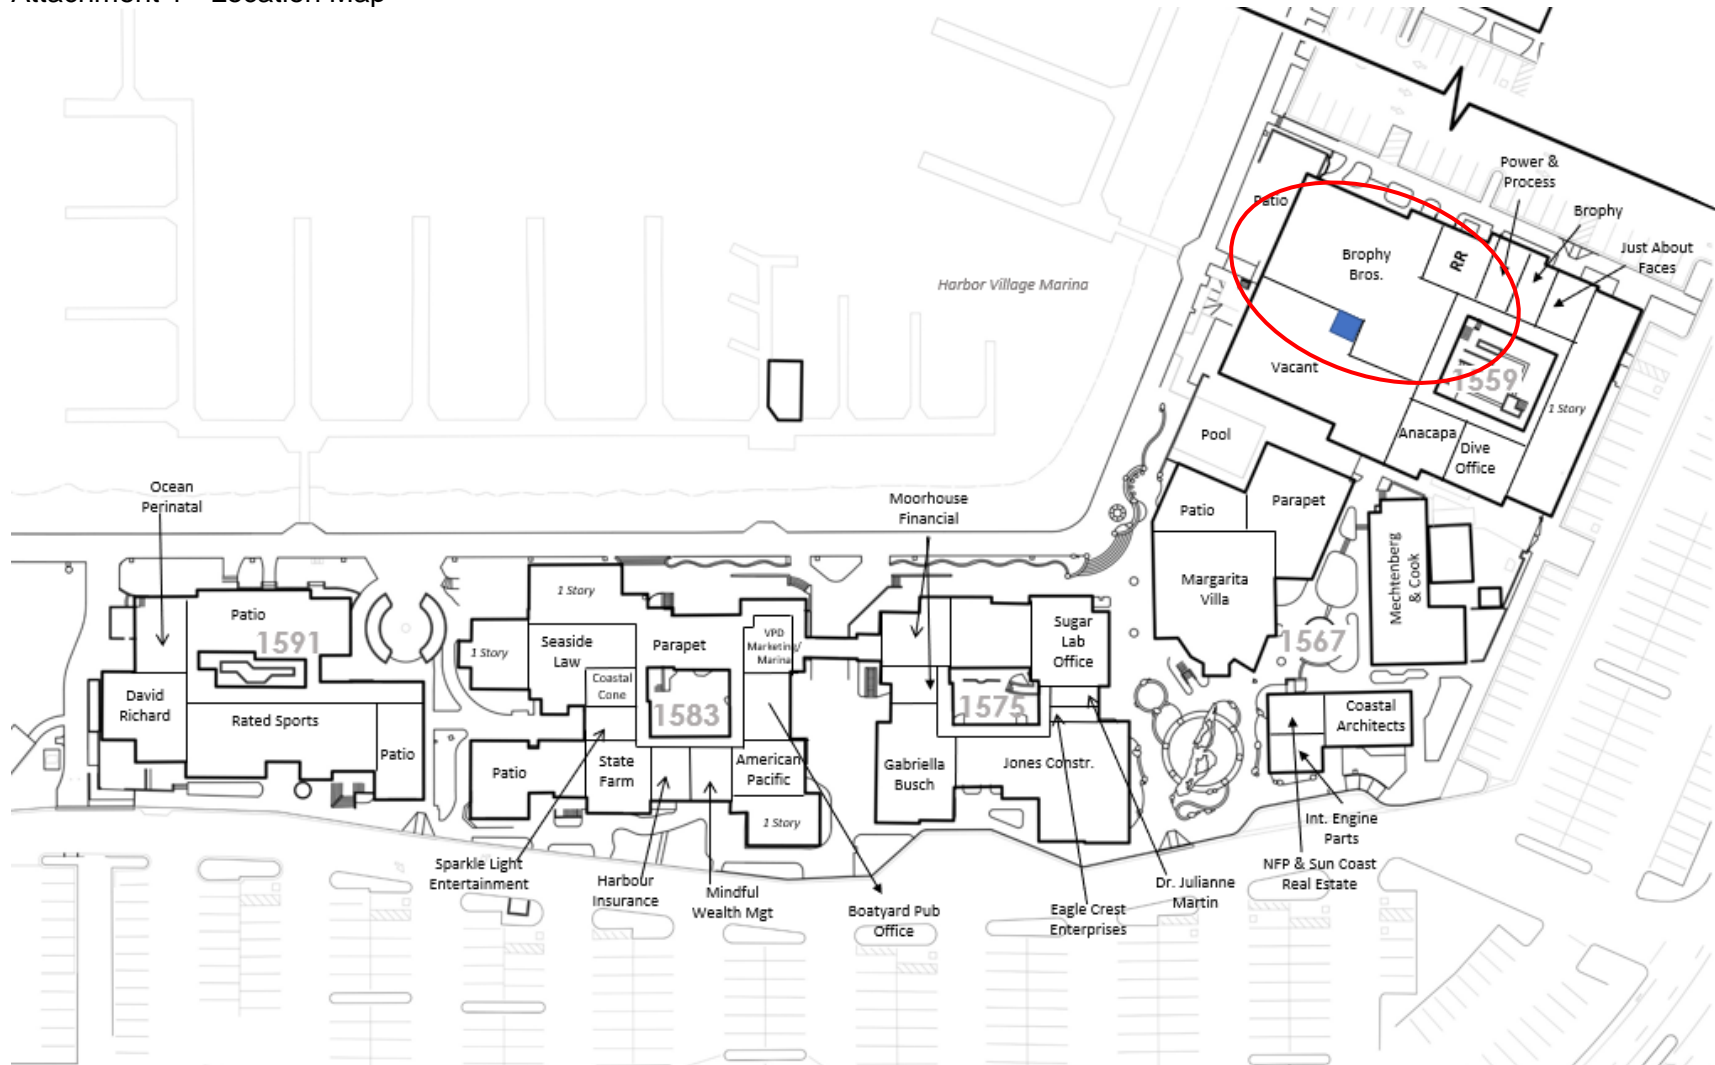 Attachment 1 - Location Map
Power &
Process
Brophy
Just About
Faces
Patio
Brophy
Bros.
RR
Harbor Village Marina
Vacant
1559
1 Story
Pool
Anacapa
Dive
Office
Parapet
Patio
Ocean
Perinatal
Moorhouse
Financial
Margarita
Villa
Mechtenberg
& Cook
1567
Patio
1591
1 Story
1 Story
Seaside
Law
Parapet
VPD
Marketing/
Marina
Sugar
Lab
Office
Coastal
Cone
David
Richard
Rated Sports
Patio
1583
1575
Coastal
Architects
Patio
State
Farm
American
Pacific
Gabriella
Busch
Jones Constr.
1 Story
Int. Engine
Parts
Sparkle Light
Entertainment
Harbour
Insurance
Mindful
Wealth Mgt
Boatyard Pub
Office
Eagle Crest
Enterprises
Dr. Julianne
Martin
NFP & Sun Coast
Real Estate